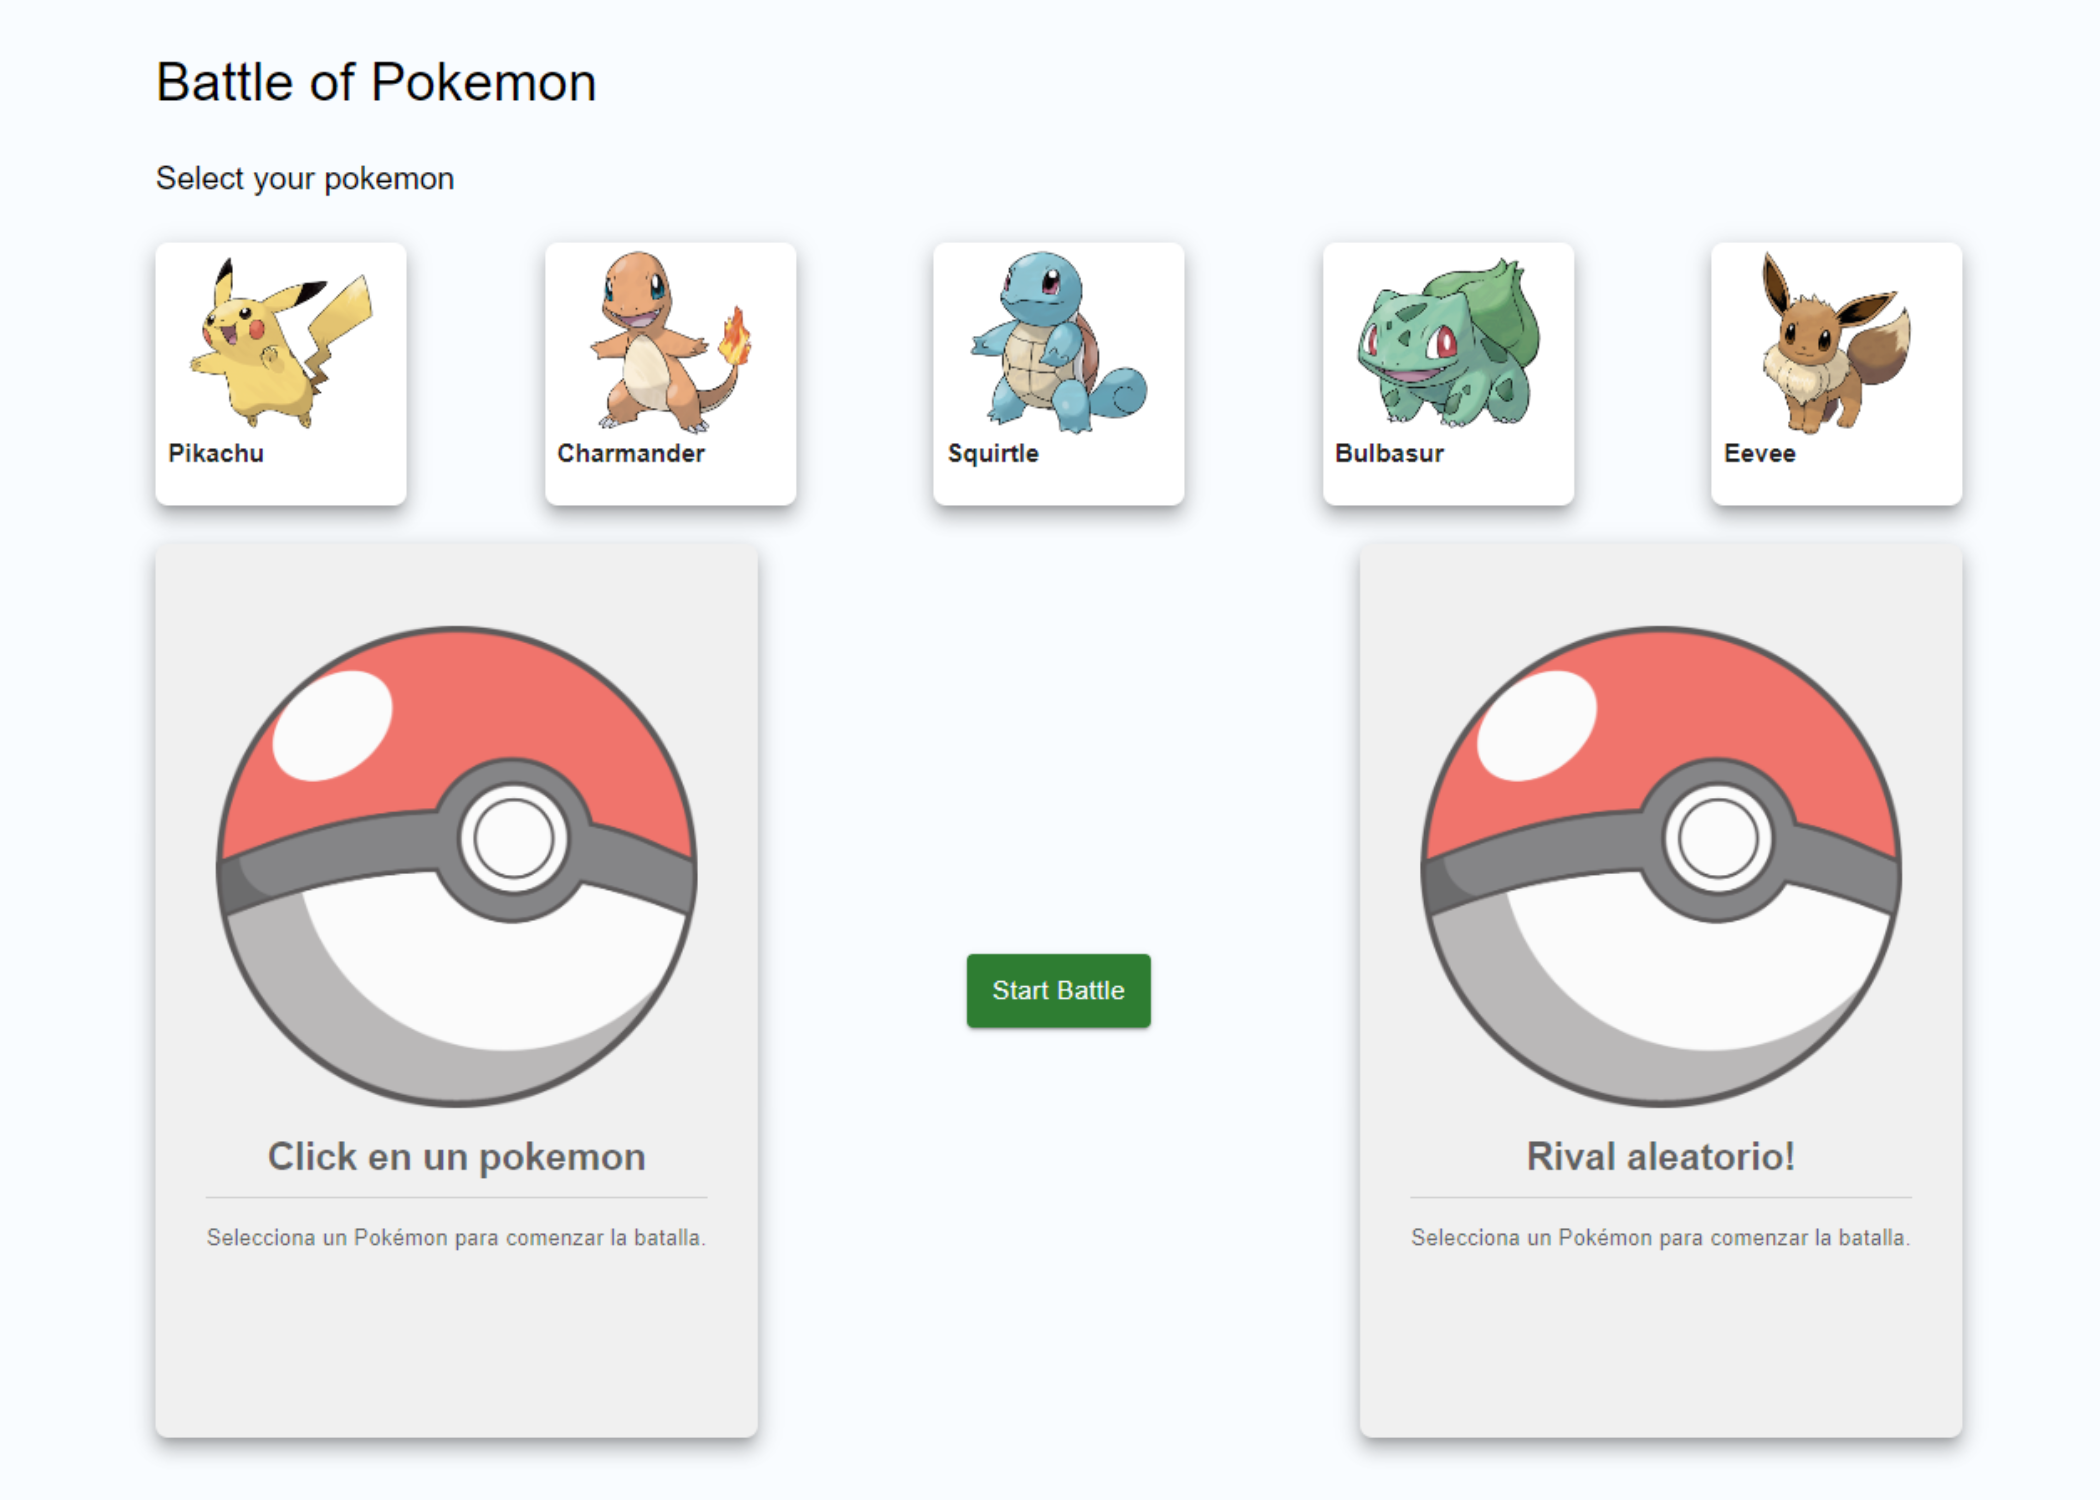 Battle of Pokemon
Select your pokemon
Pikachu
Charmander
Squirtle
Bulbasur
Eevee
Start Battle
Click en un pokemon
Selecciona un Pokémon para comenzar la batalla.
Rival aleatorio!
Selecciona un Pokémon para comenzar la batalla.